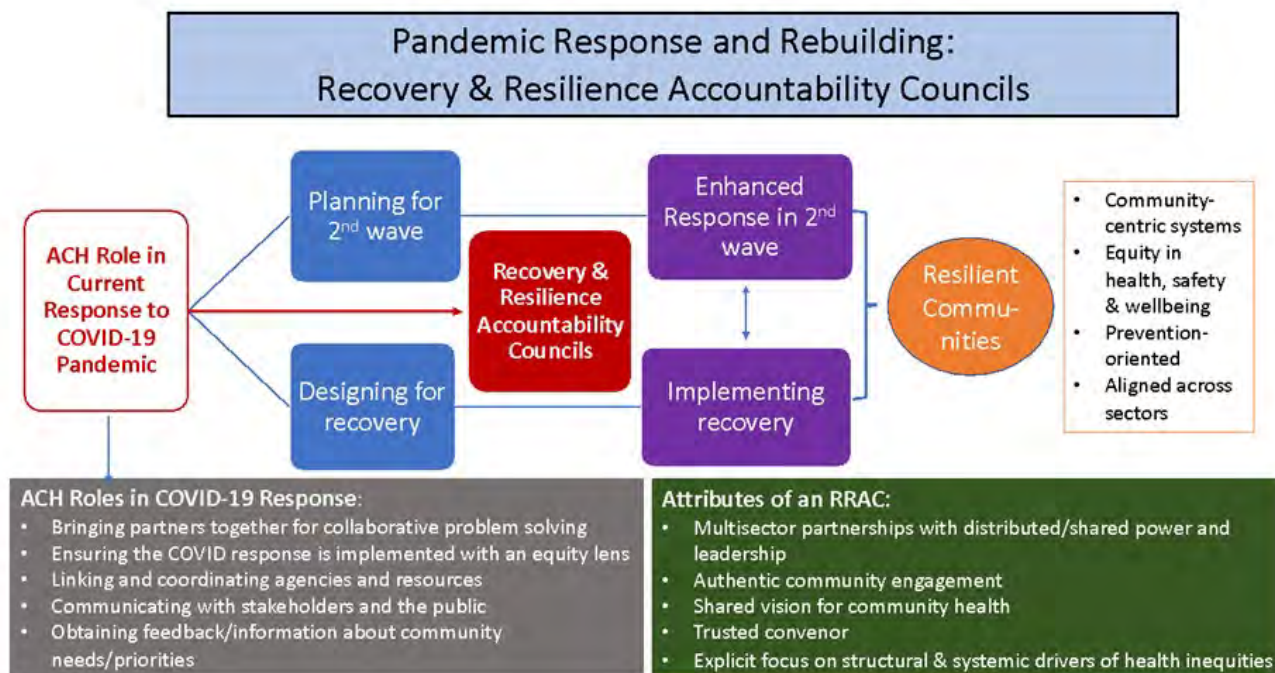 Pandemic Response and Rebuilding:
Recovery & Resilience Accountability Councils
ACH Role in
Current
Response to
COVID-19
Pandemic
Planning for
2nd wave
Designing for
recovery
Recovery &
Resilience
Accountability
Councils
Enhanced
Response in 2nd
wave
Implementing
recovery
Resilient
Commu-
nities
• Community-
centric systems
• Equity in
health, safety
& wellbeing
• Prevention-
oriented
• Aligned across
sectors
ACH Roles in COVID-19 Response:
• Bringing partners together for collaborative problem solving
• Ensuring the COVID response is implemented with an equity lens
• Linking and coordinating agencies and resources
• Communicating with stakeholders and the public
• Obtaining feedback/information about community
needs/priorities
Attributes of an RRAC:
• Multisector partnerships with distributed/shared power and
leadership
• Authentic community engagement
• Shared vision for community health
• Trusted convenor
• Explicit focus on structural & systemic drivers of health inequities